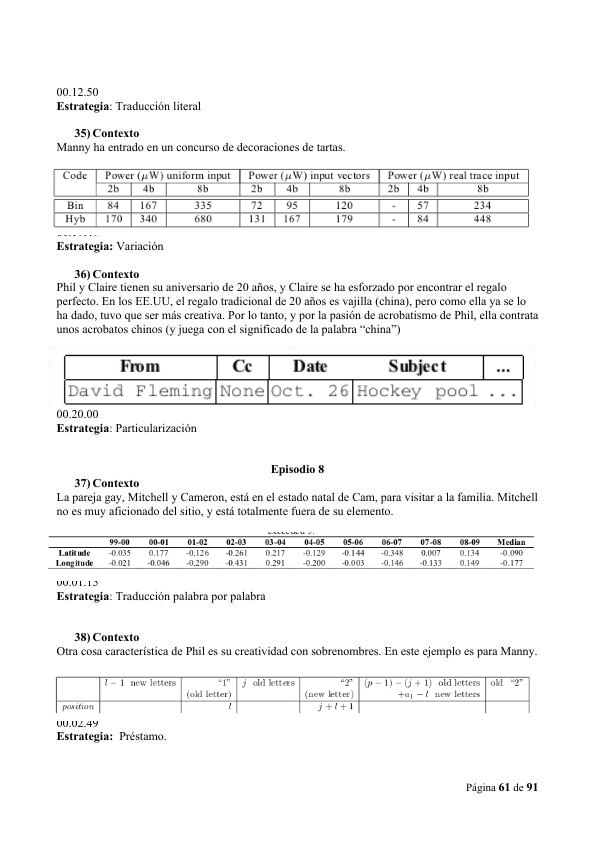 00.12.50
Estrategia: Traducción literal
35) Contexto
Manny ha entrado en un concurso de decoraciones de tartas.
Code Power (μW) uniform input Power (μW) input vectors Power (μW) real trace input
2b 4b 8b 2b 4b 8b 2b 4b 8b
Bin 84 167 335 72 95 120 - 57 234
Hyb 170 340 680 131 167 179 - 84 448
Estrategia: Variación
36) Contexto
Phil y Claire tienen su aniversario de 20 años, y Claire se ha esforzado por encontrar el regalo
perfecto. En los EE.UU, el regalo tradicional de 20 años es vajilla (china), pero como ella ya se lo
ha dado, tuvo que ser más creativa. Por lo tanto, y por la pasión de acrobatismo de Phil, ella contrata
unos acrobatos chinos (y juega con el significado de la palabra “china”)
From Cc Date Subject ...
David Fleming None Oct. 26 Hockey pool ...
00.20.00
Estrategia: Particularización
Episodio 8
37) Contexto
La pareja gay, Mitchell y Cameron, está en el estado natal de Cam, para visitar a la familia. Mitchell
no es muy aficionado del sitio, y está totalmente fuera de su elemento.
99-00 00-01 01-02 02-03 03-04 04-05 05-06 06-07 07-08 08-09 Median
Latitude -0.035 0.177 -0.126 -0.261 0.217 -0.129 -0.144 -0.348 0.007 0.134 -0.090
Longitude -0.021 -0.046 -0.290 -0.431 0.291 -0.200 -0.003 -0.146 -0.133 0.149 -0.177
00.01.15
Estrategia: Traducción palabra por palabra
38) Contexto
Otra cosa característica de Phil es su creatividad con sobrenombres. En este ejemplo es para Manny.
l − 1 new letters “1” j old letters “2” (p − 1) − (j + 1) old letters old “2”
(old letter) (new letter) +a1 − l new letters
position l j + l + 1
00.02.49
Estrategia: Préstamo.
Página 61 de 91